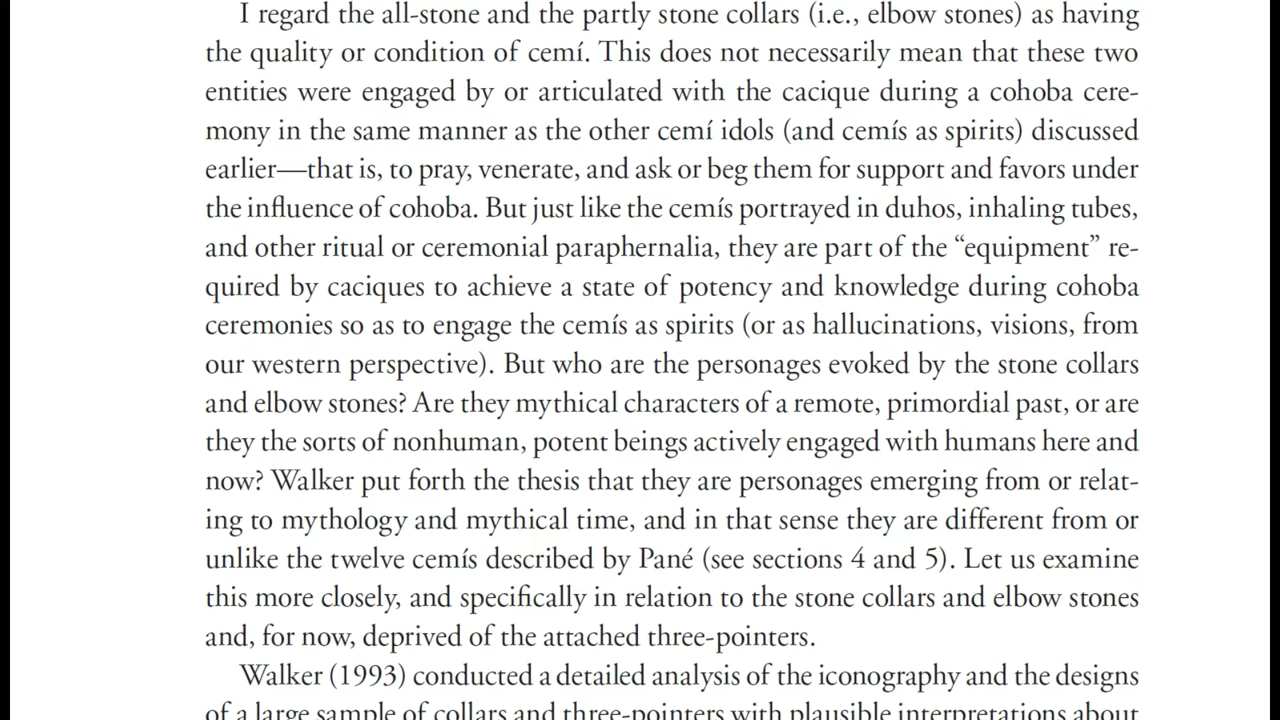 I regard the all-stone and the partly stone collars (i.e., elbow stones) as having
the quality or condition of cemí. This does not necessarily mean that these two
entities were engaged by or articulated with the cacique during a cohoba cere-
mony in the same manner as the other cemí idols (and cemís as spirits) discussed
earlier—that is, to pray, venerate, and ask or beg them for support and favors under
the influence of cohoba. But just like the cemís portrayed in duhos, inhaling tubes,
and other ritual or ceremonial paraphernalia, they are part of the “equipment” re-
quired by caciques to achieve a state of potency and knowledge during cohoba
ceremonies so as to engage the cemís as spirits (or as hallucinations, visions, from
our western perspective). But who are the personages evoked by the stone collars
and elbow stones? Are they mythical characters of a remote, primordial past, or are
they the sorts of nonhuman, potent beings actively engaged with humans here and
now? Walker put forth the thesis that they are personages emerging from or relat-
ing to mythology and mythical time, and in that sense they are different from or
unlike the twelve cemís described by Pané (see sections 4 and 5). Let us examine
this more closely, and specifically in relation to the stone collars and elbow stones
and, for now, deprived of the attached three-pointers.
Walker (1993) conducted a detailed analysis of the iconography and the designs
of a large sample of collars and three-pointers with plausible interpretations about